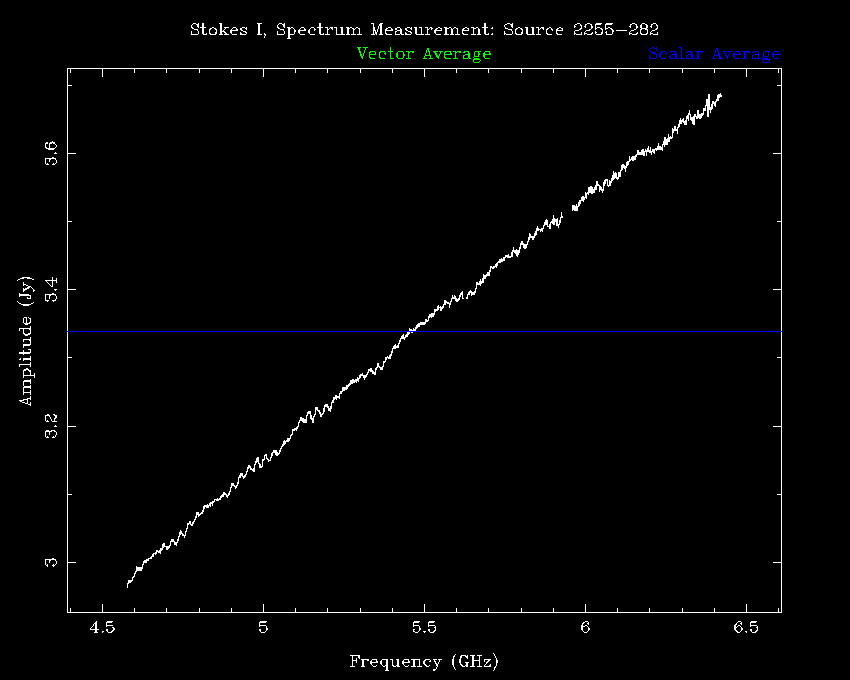 Stokes I, Spectrum Measurement: Source 2255-282
Vector Average Scalar Average
3.6
3.4
3.2
3
Amplitude (Jy)
4.5 5 5.5 6 6.5
Frequency (GHz)